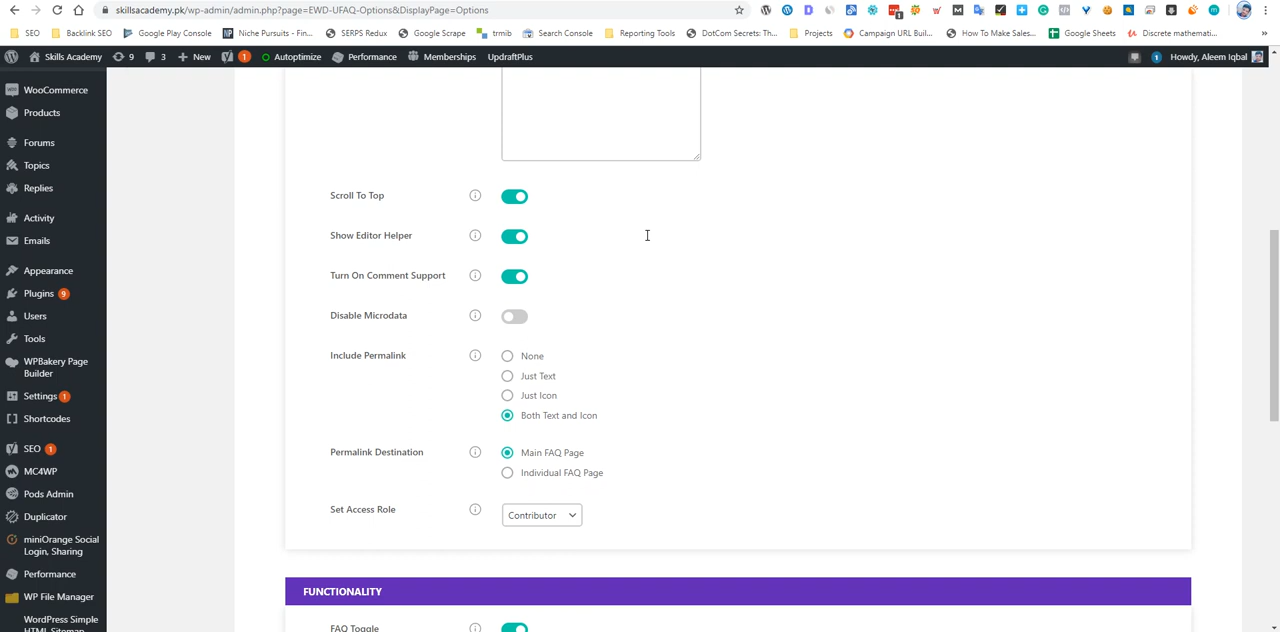 skillsacademy.pk/wp-admin/admin.php?page=EWD-UFAQ-Options&DisplayPage=Options
SEO Backlink SEO Google Play Console Niche Pursuits - Fin... SERPS Redux Google Scrape trmib Search Console Reporting Tools DotCom Secrets: Th... Projects Campaign URL Buil... How To Make Sales... Google Sheets Discrete mathemati...
Skills Academy 9 3 New 1 Autoptimize Performance Memberships UpdraftPlus 1 Howdy, Aleem Iqbal
WooCommerce
Products
Forums
Topics
Replies
Activity
Emails
Appearance
Plugins 9
Users
Tools
WPBakery Page
Builder
Settings 1
Shortcodes
SEO 1
MC4WP
Pods Admin
Duplicator
miniOrange Social
Login, Sharing
Performance
WP File Manager
WordPress Simple
HTML Sitemap
Scroll To Top
Show Editor Helper
Turn On Comment Support
Disable Microdata
Include Permalink
None
Just Text
Just Icon
Both Text and Icon
Permalink Destination
Main FAQ Page
Individual FAQ Page
Set Access Role
Contributor
FUNCTIONALITY
FAQ Toggle